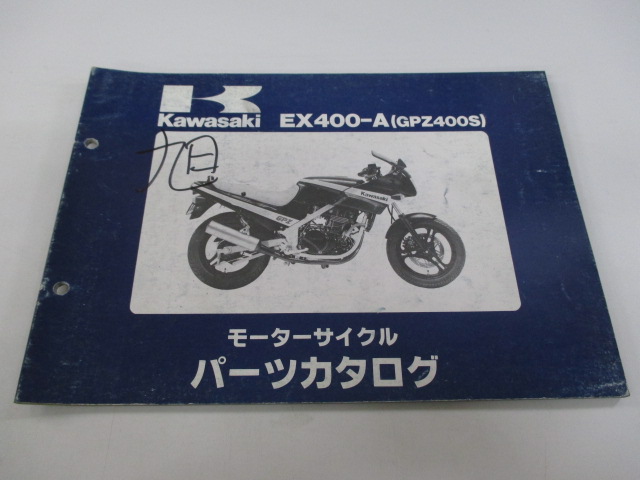 Kawasaki EX400-A(GPZ400S)
旧
Kawasaki
GPZ
モーターサイクル
パーツカタログ